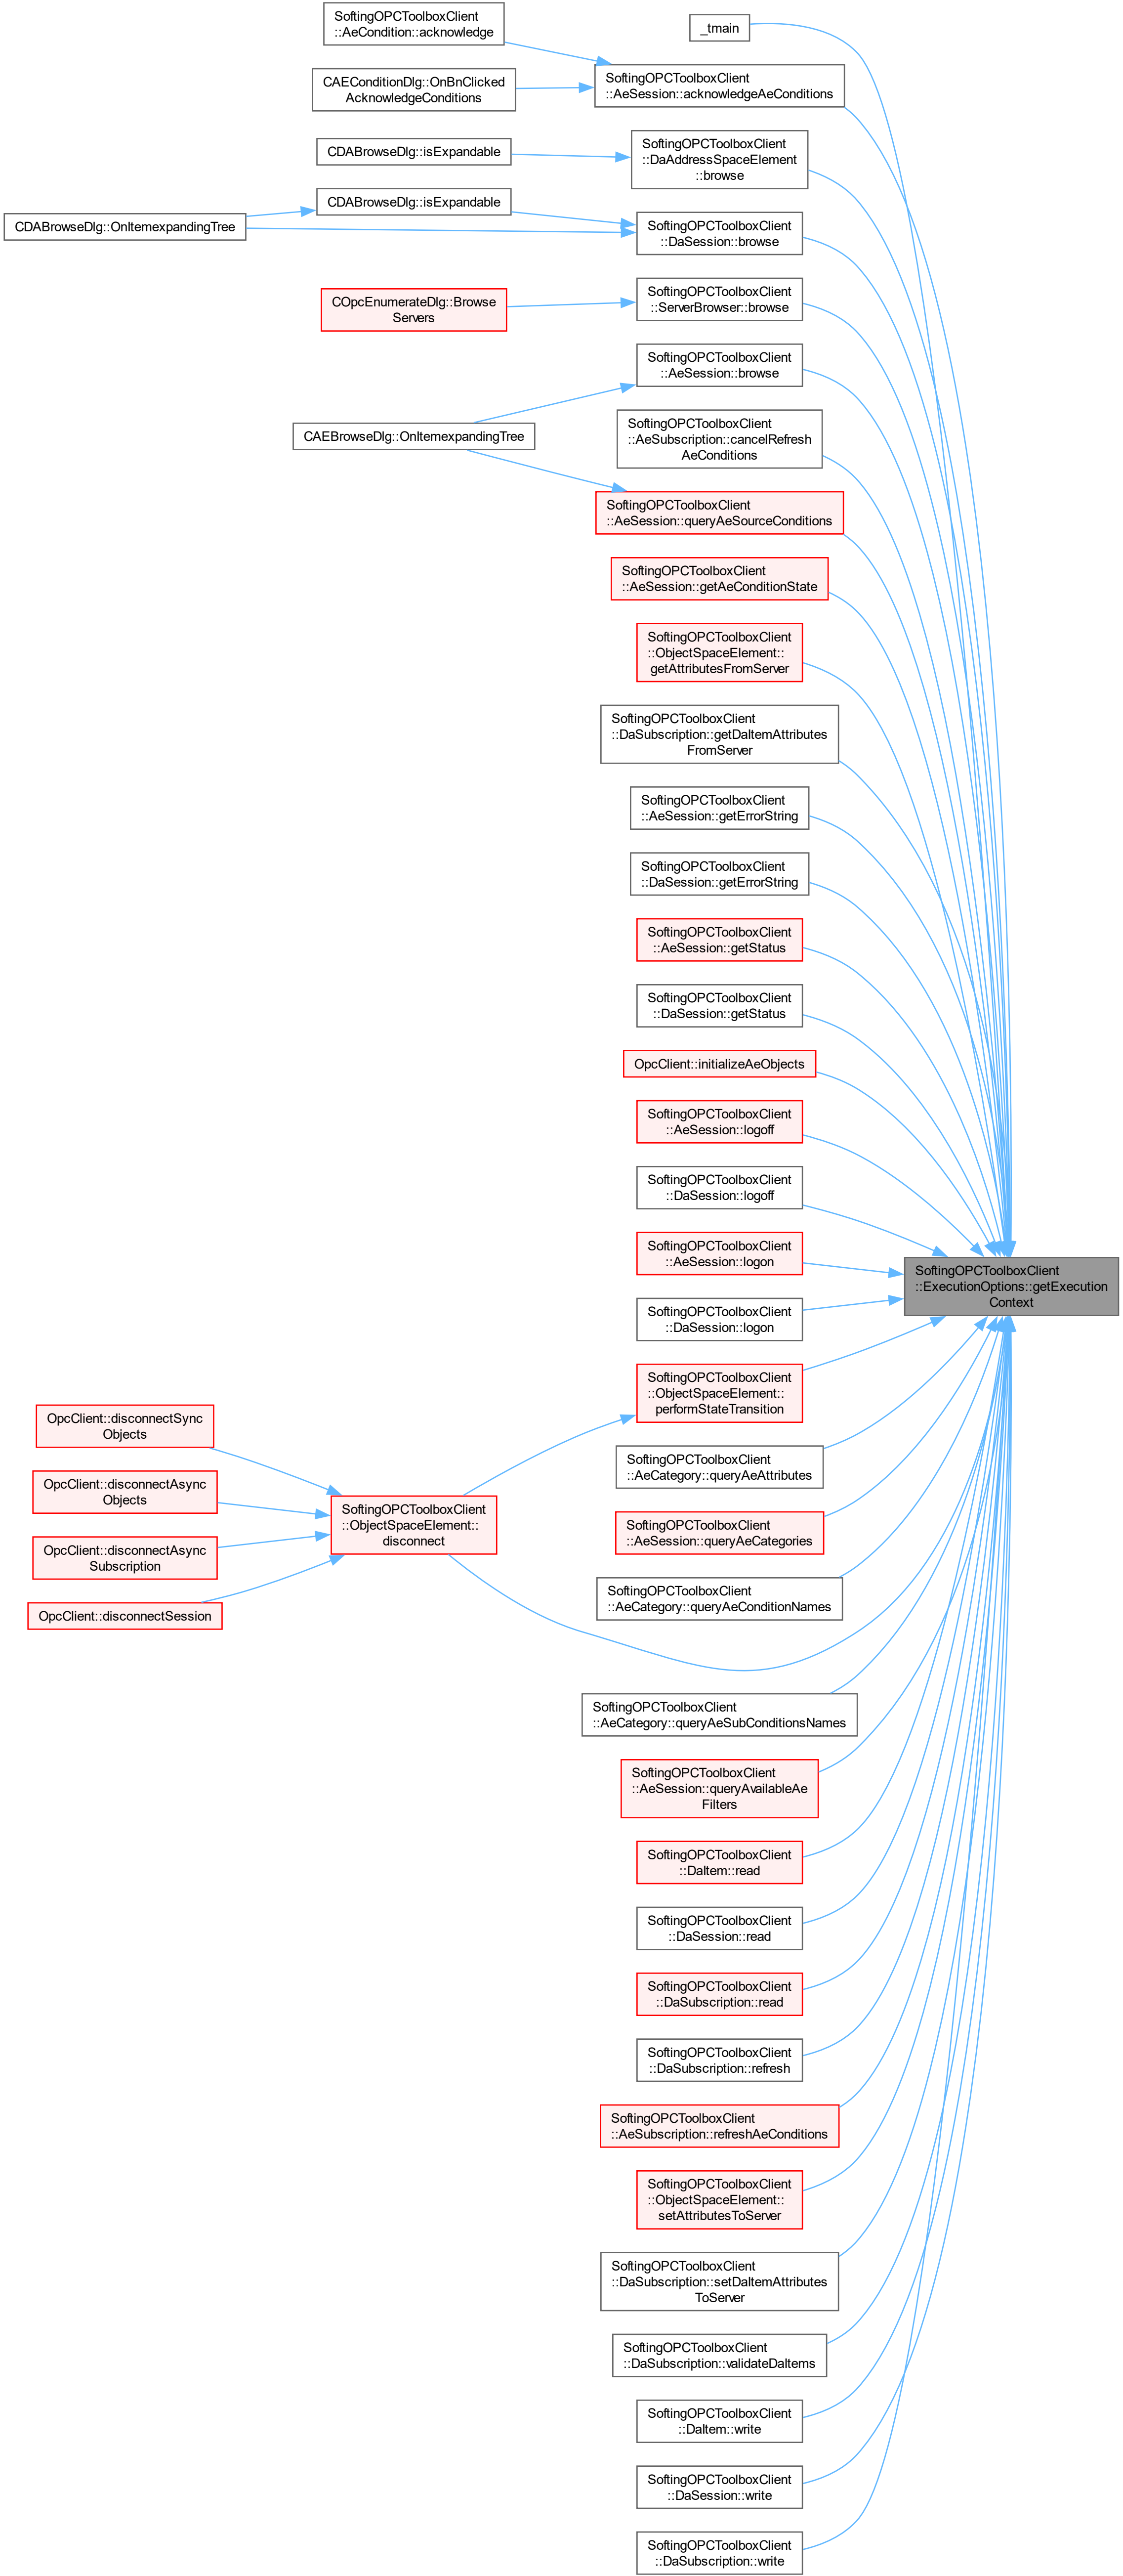 SoftingOPCToolboxClient
::AeCondition::acknowledge
_tmain
CAEConditionDlg::OnBnClicked
AcknowledgeConditions
SoftingOPCToolboxClient
::AeSession::acknowledgeAeConditions
CDABrowseDlg::isExpandable
SoftingOPCToolboxClient
::DaAddressSpaceElement
::browse
CDABrowseDlg::OnItemexpandingTree
CDABrowseDlg::isExpandable
SoftingOPCToolboxClient
::DaSession::browse
COpcEnumerateDlg::Browse
Servers
SoftingOPCToolboxClient
::ServerBrowser::browse
SoftingOPCToolboxClient
::AeSession::browse
CAEBrowseDlg::OnItemexpandingTree
SoftingOPCToolboxClient
::AeSubscription::cancelRefresh
AeConditions
SoftingOPCToolboxClient
::AeSession::queryAeSourceConditions
SoftingOPCToolboxClient
::AeSession::getAeConditionState
SoftingOPCToolboxClient
::ObjectSpaceElement::
getAttributesFromServer
SoftingOPCToolboxClient
::DaSubscription::getDaItemAttributes
FromServer
SoftingOPCToolboxClient
::AeSession::getErrorString
SoftingOPCToolboxClient
::DaSession::getErrorString
SoftingOPCToolboxClient
::AeSession::getStatus
SoftingOPCToolboxClient
::DaSession::getStatus
OpcClient::initializeAeObjects
SoftingOPCToolboxClient
::AeSession::logoff
SoftingOPCToolboxClient
::DaSession::logoff
SoftingOPCToolboxClient
::AeSession::logon
SoftingOPCToolboxClient
::ExecutionOptions::getExecution
Context
SoftingOPCToolboxClient
::DaSession::logon
SoftingOPCToolboxClient
::ObjectSpaceElement::
performStateTransition
OpcClient::disconnectSync
Objects
SoftingOPCToolboxClient
::AeCategory::queryAeAttributes
OpcClient::disconnectAsync
Objects
SoftingOPCToolboxClient
::ObjectSpaceElement::
disconnect
SoftingOPCToolboxClient
::AeSession::queryAeCategories
OpcClient::disconnectAsync
Subscription
SoftingOPCToolboxClient
::AeCategory::queryAeConditionNames
OpcClient::disconnectSession
SoftingOPCToolboxClient
::AeCategory::queryAeSubConditionsNames
SoftingOPCToolboxClient
::AeSession::queryAvailableAe
Filters
SoftingOPCToolboxClient
::DaItem::read
SoftingOPCToolboxClient
::DaSession::read
SoftingOPCToolboxClient
::DaSubscription::read
SoftingOPCToolboxClient
::DaSubscription::refresh
SoftingOPCToolboxClient
::AeSubscription::refreshAeConditions
SoftingOPCToolboxClient
::ObjectSpaceElement::
setAttributesToServer
SoftingOPCToolboxClient
::DaSubscription::setDaItemAttributes
ToServer
SoftingOPCToolboxClient
::DaSubscription::validateDaItems
SoftingOPCToolboxClient
::DaItem::write
SoftingOPCToolboxClient
::DaSession::write
SoftingOPCToolboxClient
::DaSubscription::write